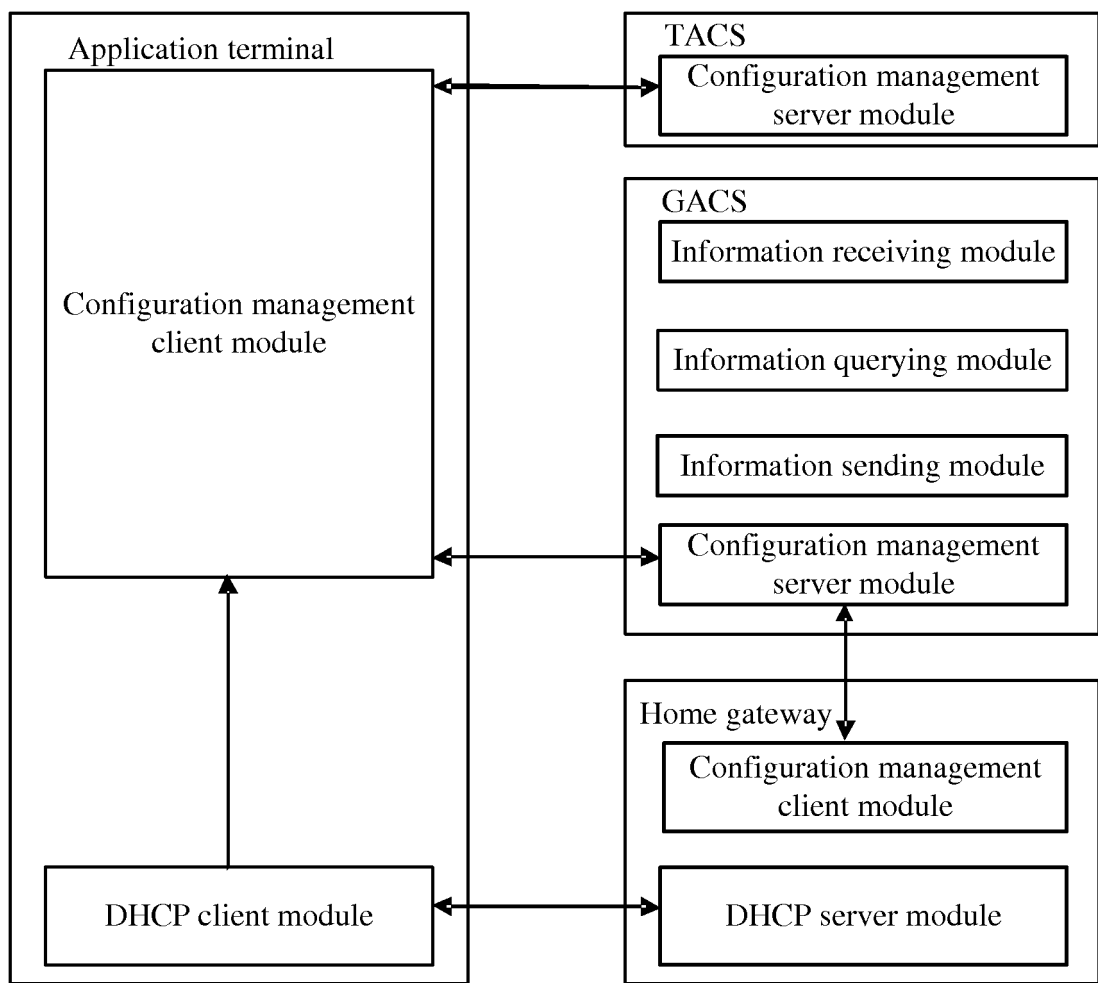 Application terminal
Configuration management
client module
DHCP client module
TACS
Configuration management
server module
GACS
Information receiving module
Information querying module
Information sending module
Configuration management
server module
Home gateway
Configuration management
client module
DHCP server module